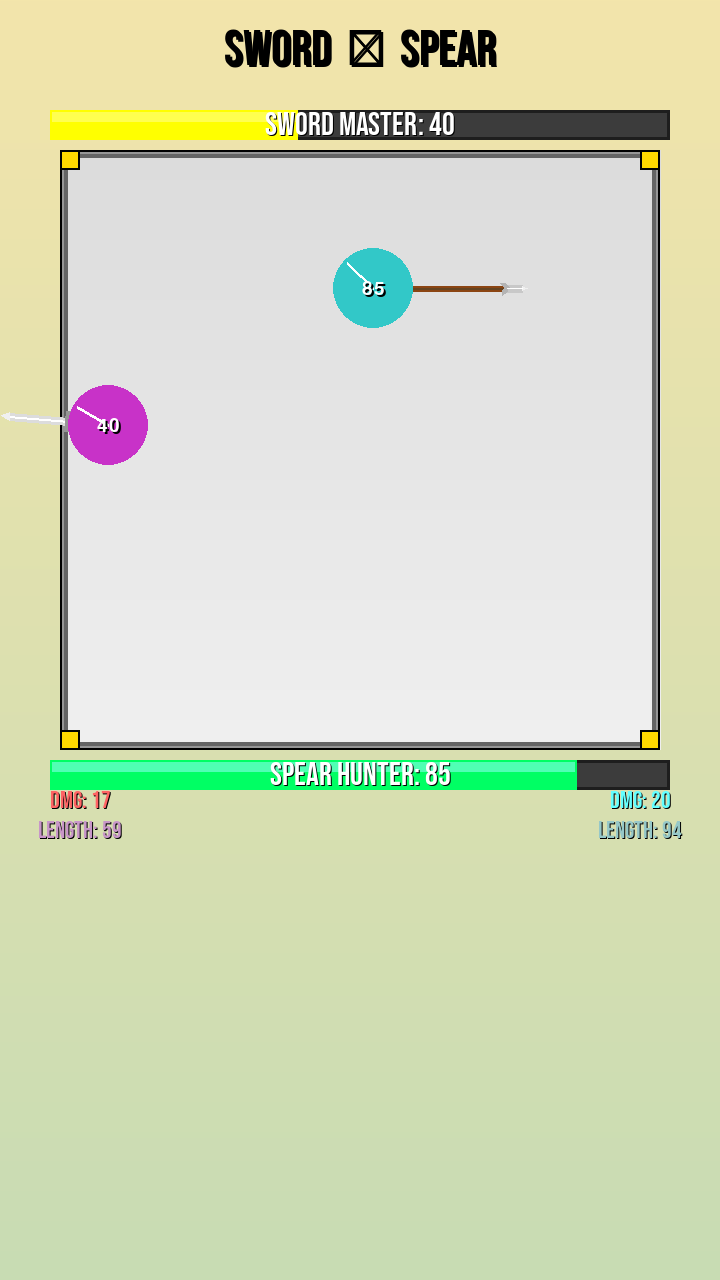 SWORD SPEAR
SWORD MASTER: 40
85
40
SPEAR HUNTER: 85
DMG: 17 DMG: 20
LENGTH: 59 LENGTH: 94